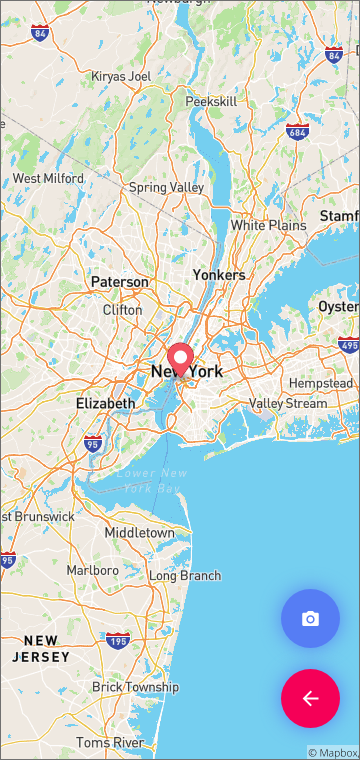 Newburgh
84
Kiryas Joel
84
Peekskill
684
West Milford
Spring Valley
Stamf
White Plains
Yonkers
Paterson
Oyster
Clifton
495
New York
Hempstead
Elizabeth
Valley Stream
95
Lower New
York Bay
st Brunswick
Middletown
95
Marlboro
Long Branch
NEW
JERSEY
195
Brick Township
Toms River
© Mapbox,